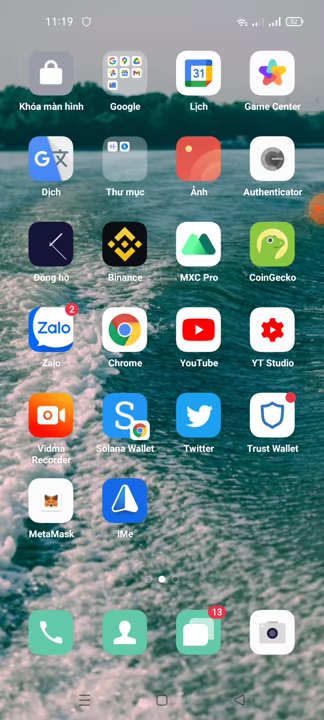 11:19
52
Khóa màn hình
Google
Lịch
Game Center
Dịch
Thư mục
Ảnh
Authenticator
Đồng hồ
Binance
MXC Pro
CoinGecko
2
Zalo
Zalo
Chrome
YouTube
YT Studio
Vidma
Recorder
Solana Wallet
Twitter
Trust Wallet
MetaMask
iMe
13